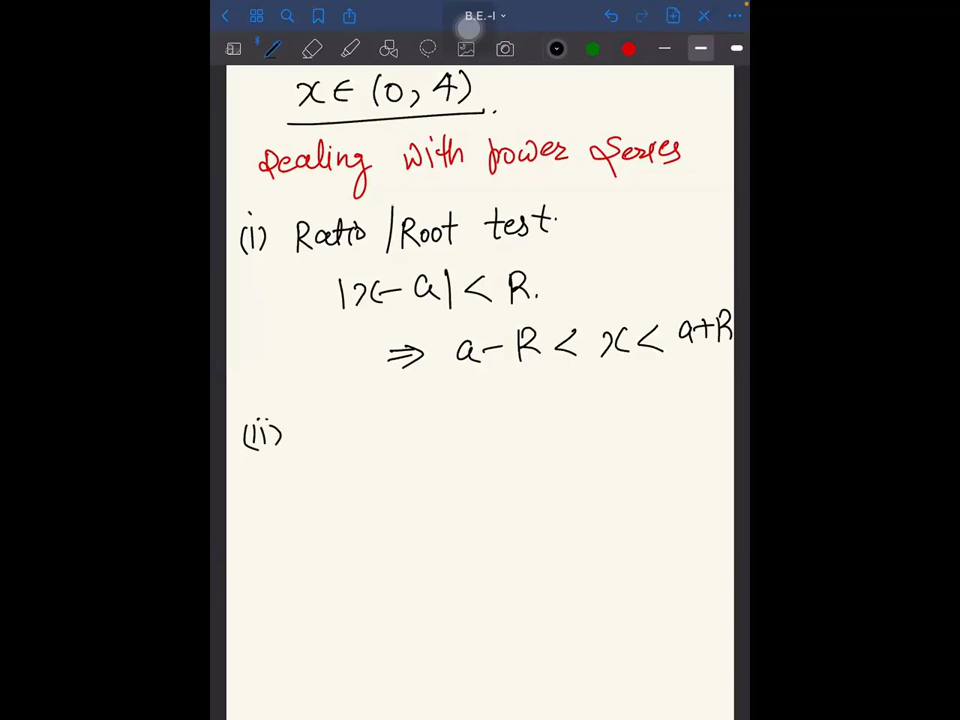 B.E.-I
x ∈ (0, 4).
Dealing with power Series
(i) Ratio /Root test.
|x- a| < R.
⇒ a- R < x < a+R
(ii)